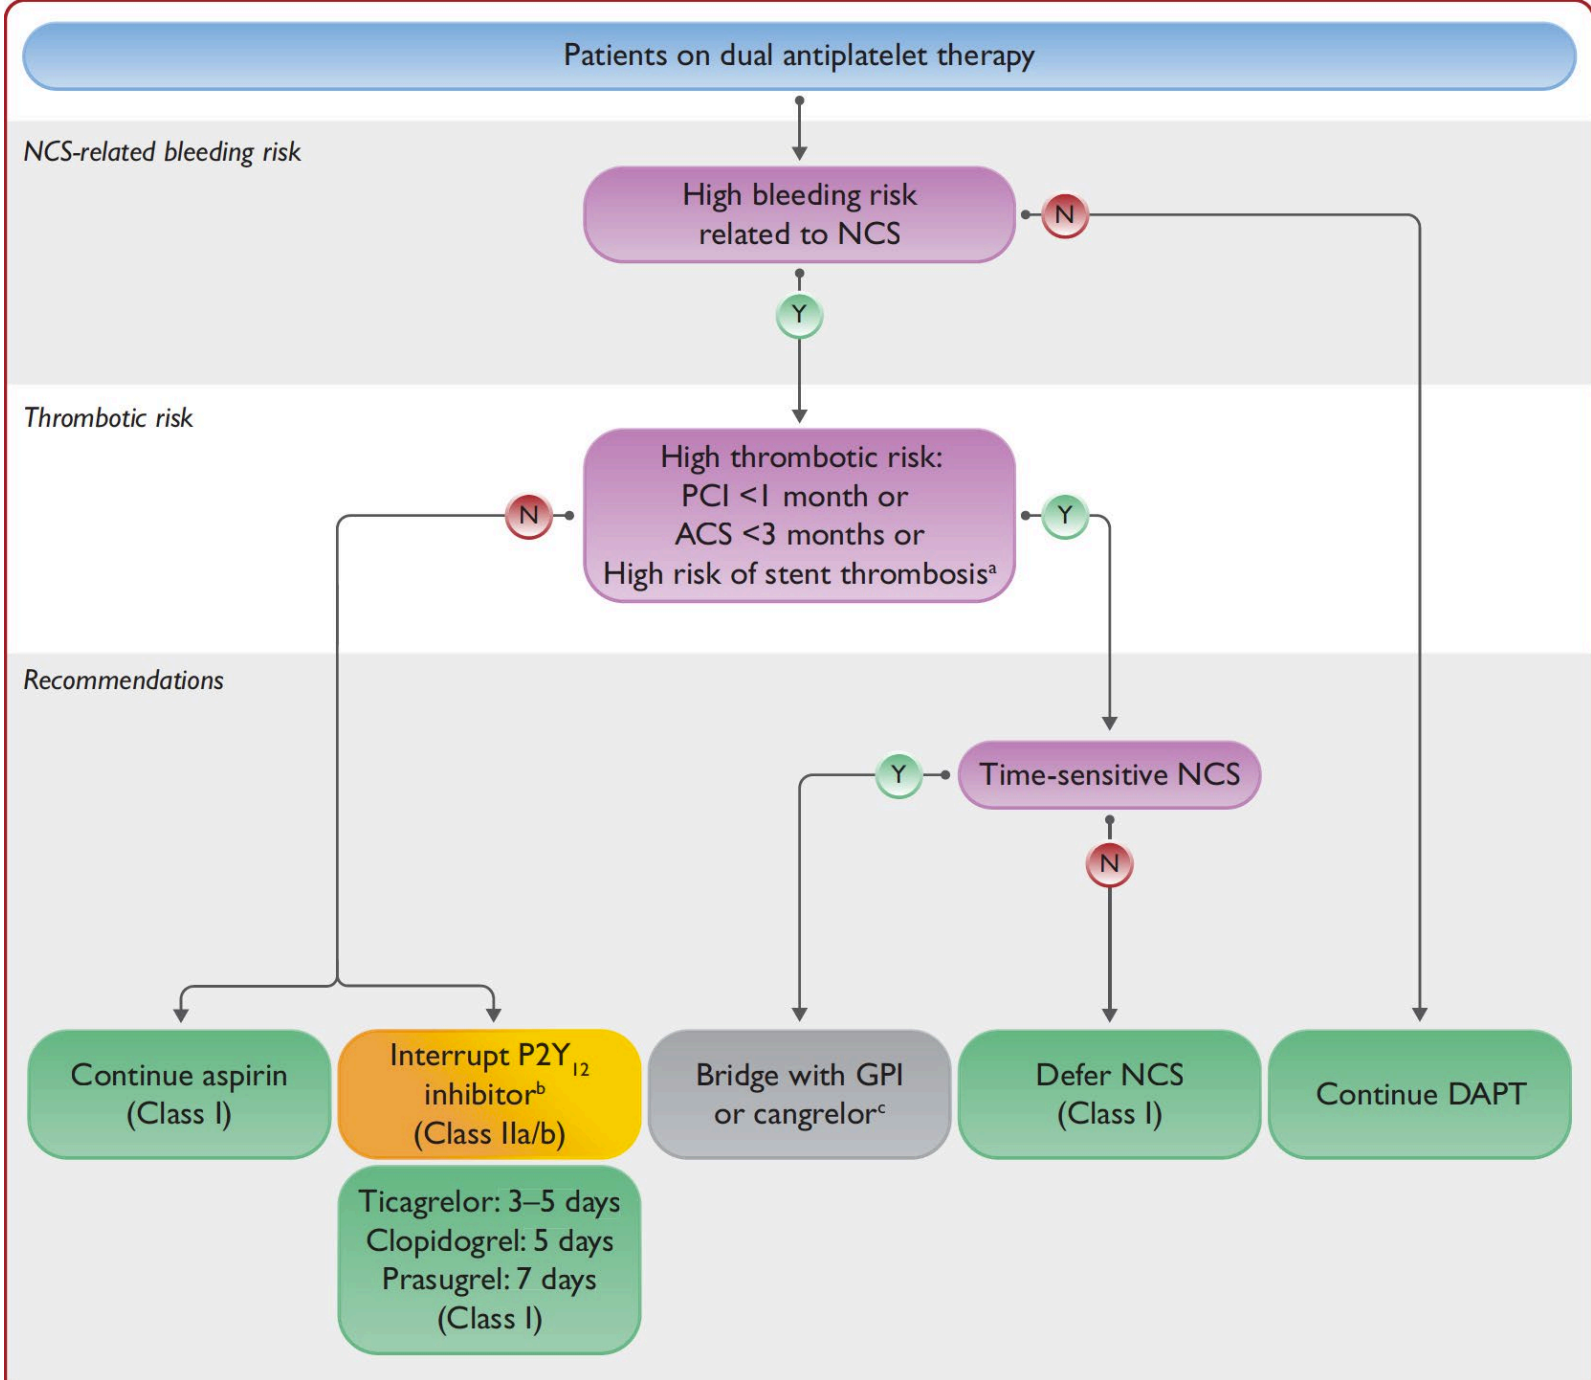 Patients on dual antiplatelet therapy
NCS-related bleeding risk
High bleeding risk
related to NCS
N
Y
Thrombotic risk
High thrombotic risk:
PCI <1 month or
ACS <3 months or
High risk of stent thrombosisᵃ
N
Y
Recommendations
Time-sensitive NCS
Y
N
Continue aspirin
(Class I)
Interrupt P2Y₁₂
inhibitorᵇ
(Class IIa/b)
Ticagrelor: 3–5 days
Clopidogrel: 5 days
Prasugrel: 7 days
(Class I)
Bridge with GPI
or cangrelorᶜ
Defer NCS
(Class I)
Continue DAPT